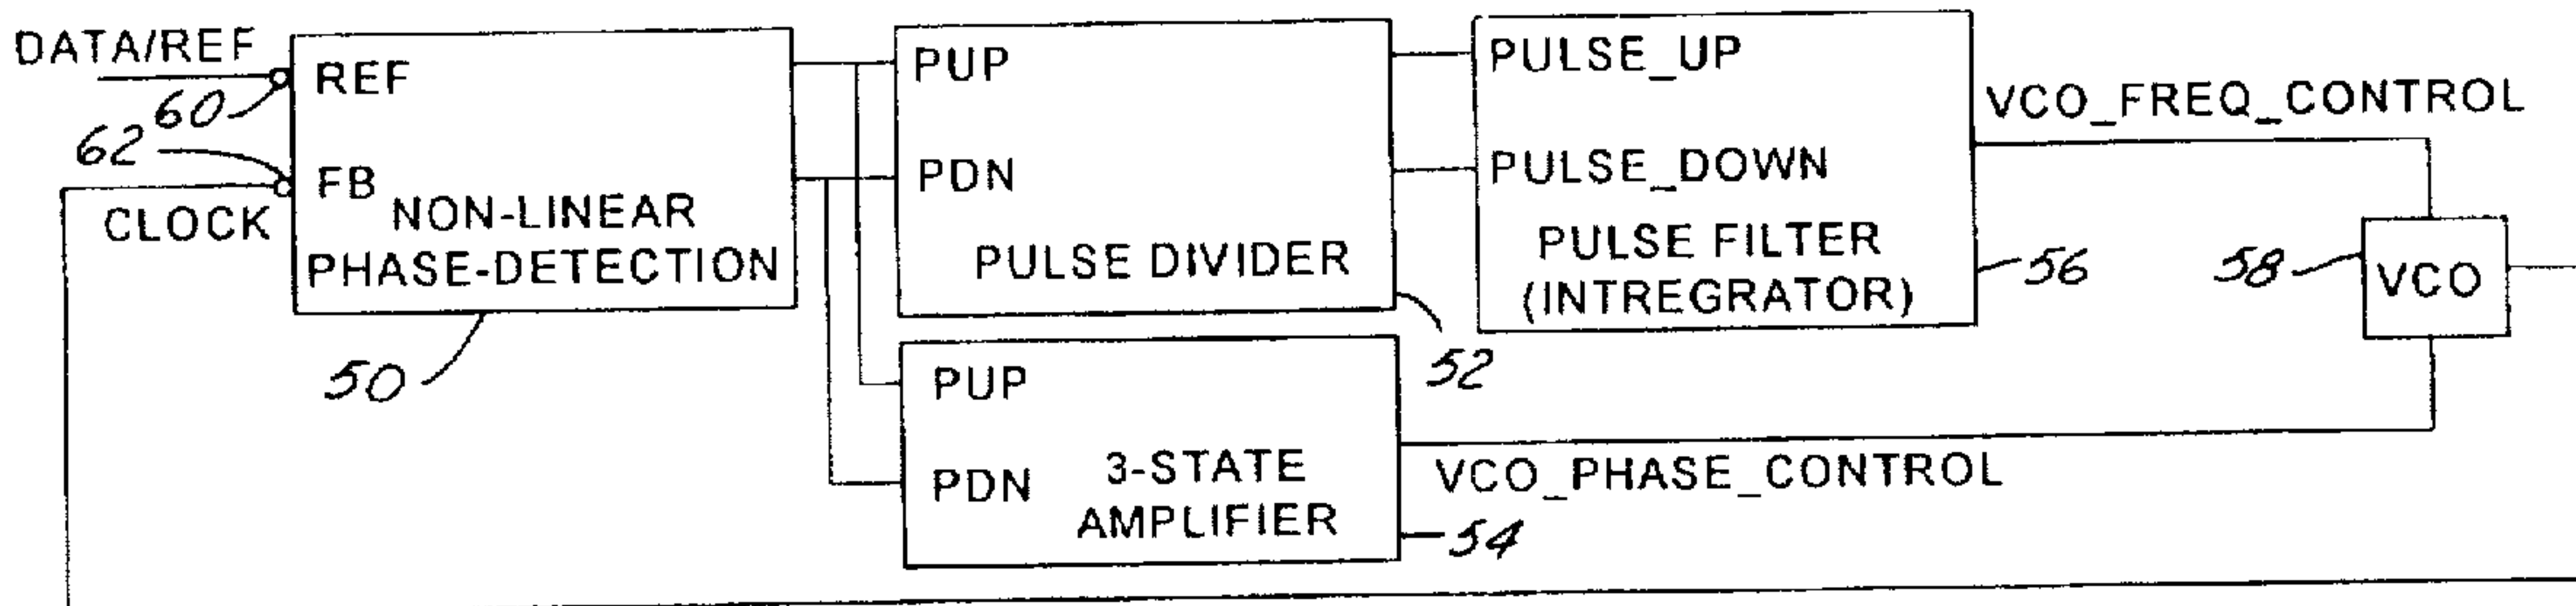 DATA/REF
60
62
REF
FB
CLOCK
NON-LINEAR
PHASE-DETECTION
50
PUP
PDN
PULSE DIVIDER
52
PUP
PDN
3-STATE
AMPLIFIER
54
PULSE_UP
PULSE_DOWN
PULSE FILTER
(INTREGRATOR)
56
VCO_FREQ_CONTROL
58
VCO
VCO_PHASE_CONTROL